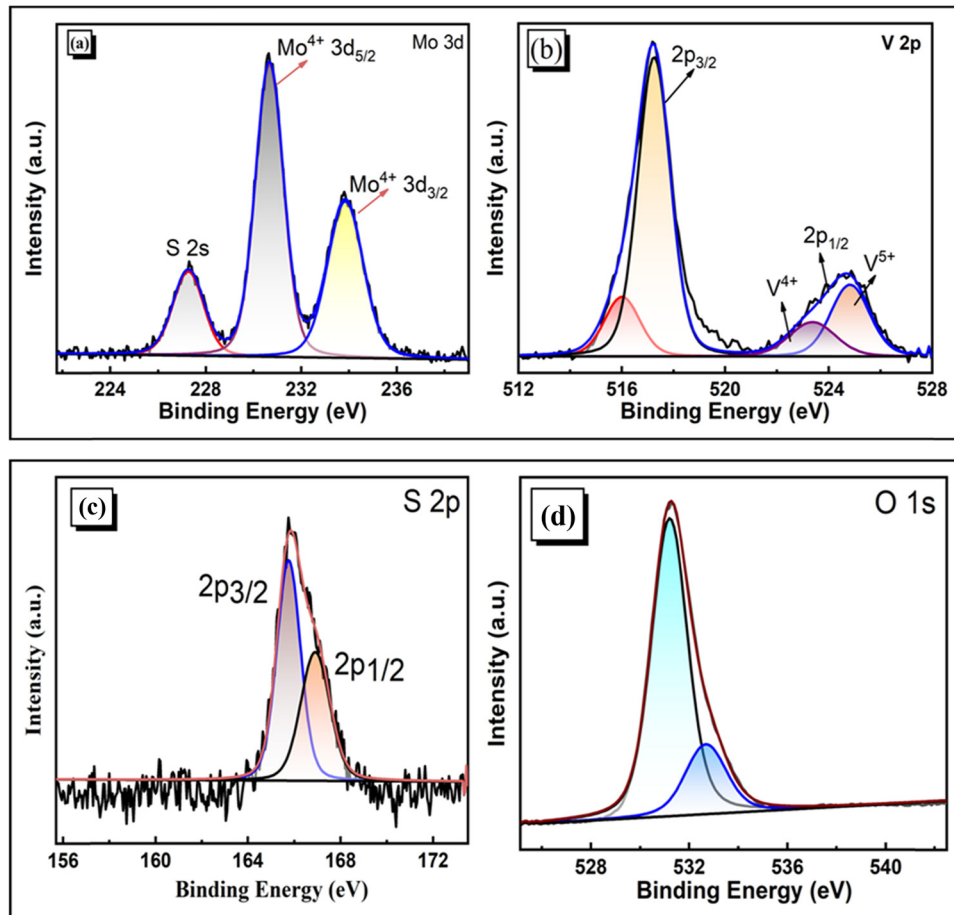 (a)
Mo⁴⁺ 3d₅/₂
Mo 3d
Mo⁴⁺ 3d₃/₂
S 2s
Intensity (a.u.)
224 228 232 236
Binding Energy (eV)
(b)
V 2p
2p₃/₂
2p₁/₂
V⁴⁺
V⁵⁺
Intensity (a.u.)
512 516 520 524 528
Binding Energy (eV)
(c)
S 2p
2p3/2
2p1/2
Intensity (a.u.)
156 160 164 168 172
Binding Energy (eV)
(d)
O 1s
Intensity (a.u.)
528 532 536 540
Binding Energy (eV)